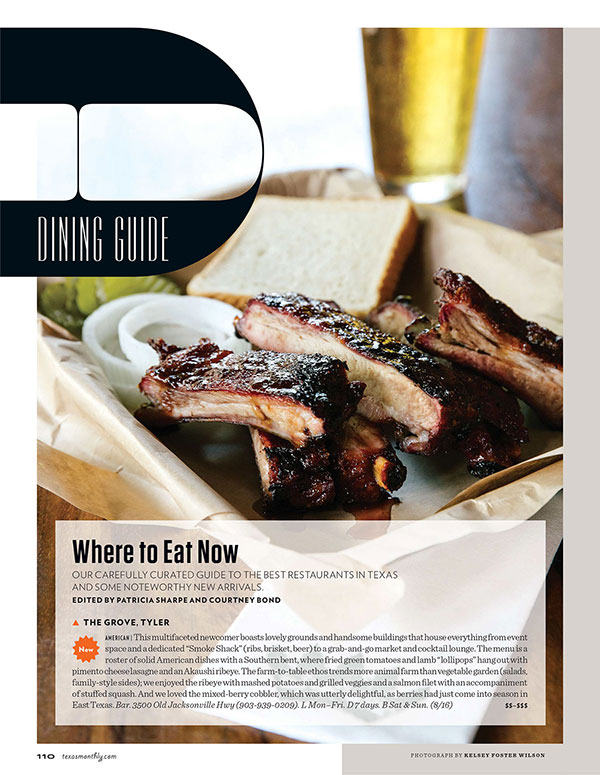 DINING GUIDE
Where to Eat Now
OUR CAREFULLY CURATED GUIDE TO THE BEST RESTAURANTS IN TEXAS
AND SOME NOTEWORTHY NEW ARRIVALS.
EDITED BY PATRICIA SHARPE AND COURTNEY BOND
▲ THE GROVE, TYLER
New
AMERICAN | This multifaceted newcomer boasts lovely grounds and handsome buildings that house everything from event
space and a dedicated “Smoke Shack” (ribs, brisket, beer) to a grab-and-go market and cocktail lounge. The menu is a
roster of solid American dishes with a Southern bent, where fried green tomatoes and lamb “lollipops” hang out with
pimento cheese lasagne and an Akaushi ribeye. The farm-to-table ethos trends more animal farm than vegetable garden (salads,
family-style sides); we enjoyed the ribeye with mashed potatoes and grilled veggies and a salmon filet with an accompaniment
of stuffed squash. And we loved the mixed-berry cobbler, which was utterly delightful, as berries had just come into season in
East Texas. Bar. 3500 Old Jacksonville Hwy (903-939-0209). L Mon–Fri. D 7 days. B Sat & Sun. (8/16) $$–$$$
110 texasmonthly.com
PHOTOGRAPH BY KELSEY FOSTER WILSON